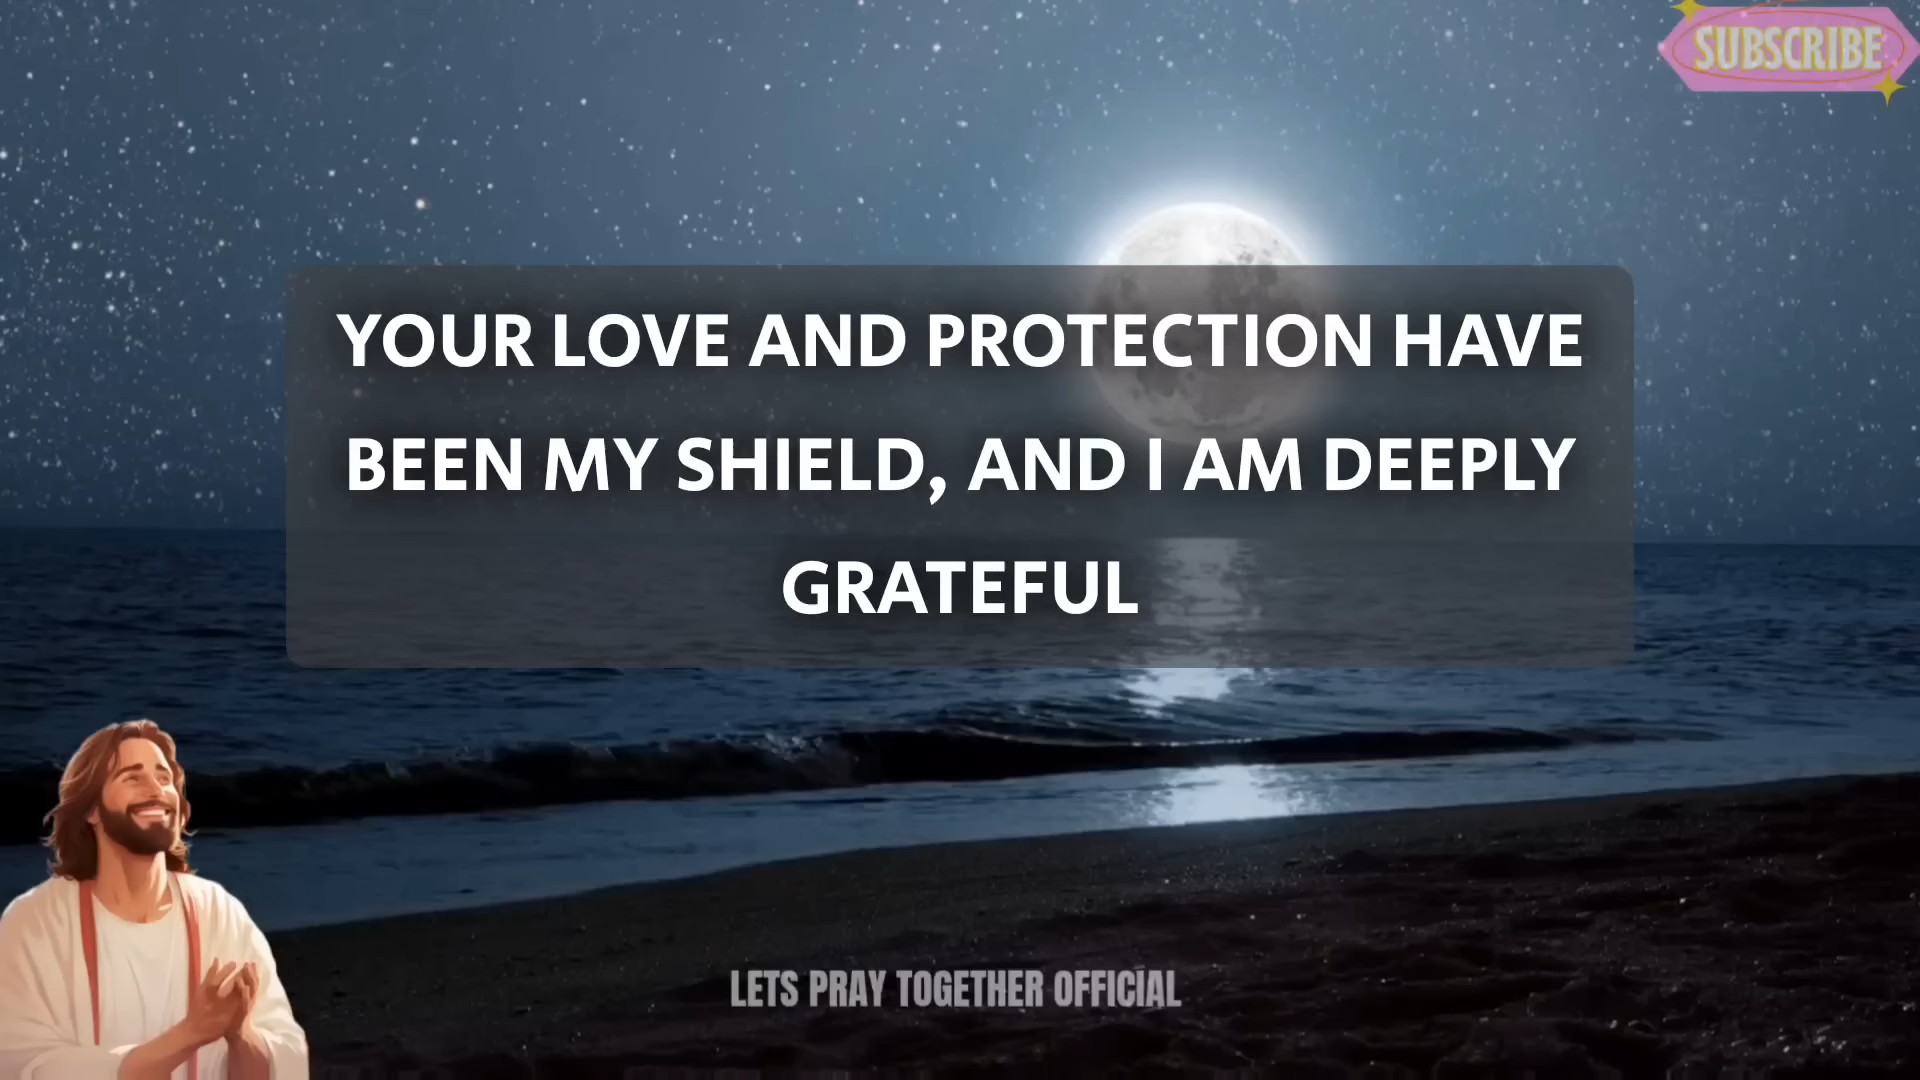 SUBSCRIBE
YOUR LOVE AND PROTECTION HAVE
BEEN MY SHIELD, AND I AM DEEPLY
GRATEFUL
LETS PRAY TOGETHER OFFICIAL